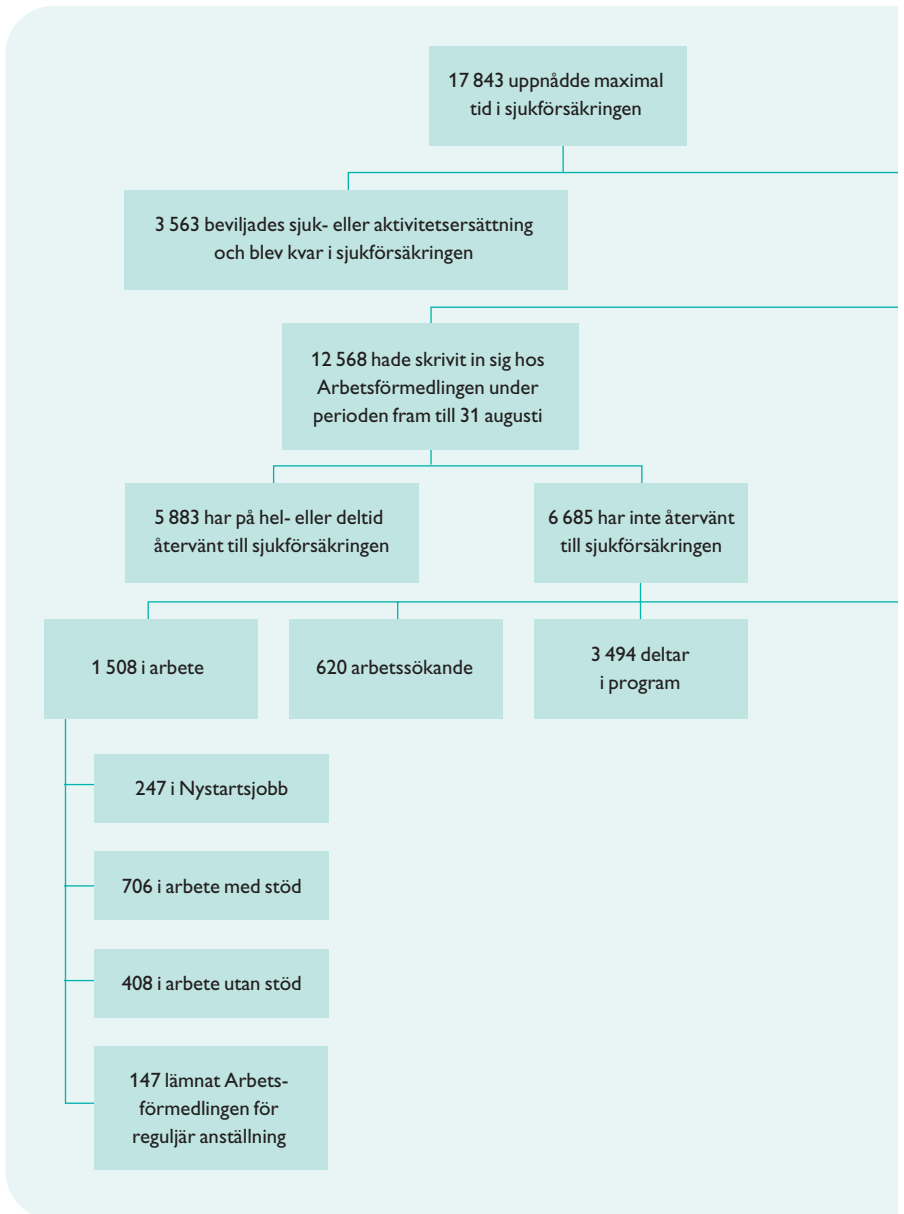 17 843 uppnådde maximal
tid i sjukförsäkringen
3 563 beviljades sjuk- eller aktivitetsersättning
och blev kvar i sjukförsäkringen
12 568 hade skrivit in sig hos
Arbetsförmedlingen under
perioden fram till 31 augusti
5 883 har på hel- eller deltid
återvänt till sjukförsäkringen
6 685 har inte återvänt
till sjukförsäkringen
1 508 i arbete
620 arbetssökande
3 494 deltar
i program
247 i Nystartsjobb
706 i arbete med stöd
408 i arbete utan stöd
147 lämnat Arbets-
förmedlingen för
reguljär anställning